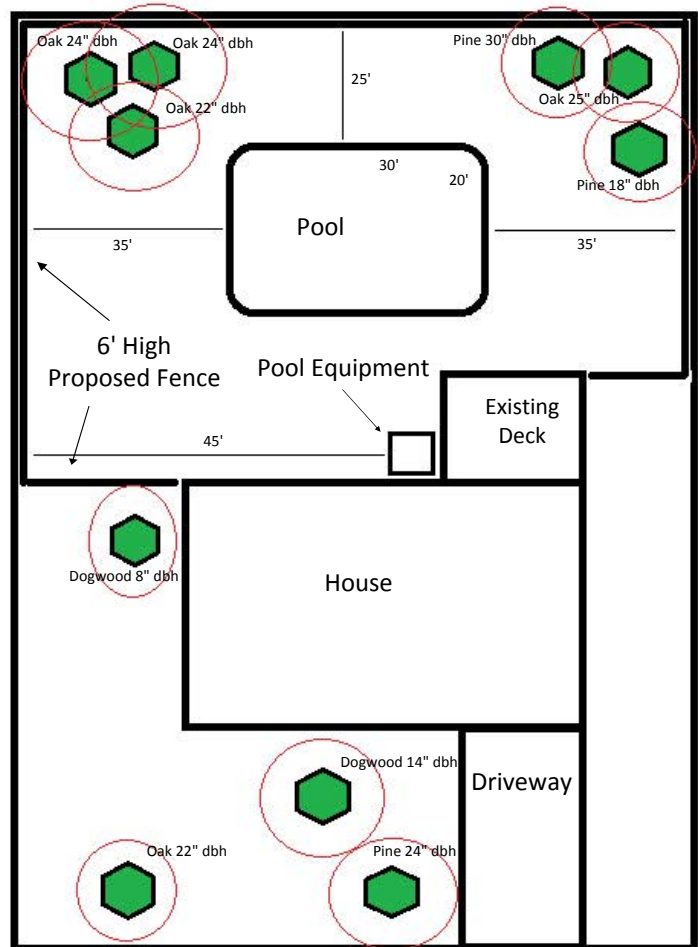 Oak 24" dbh
Oak 24" dbh
Pine 30" dbh
25'
Oak 25" dbh
Oak 22" dbh
30'
20'
Pine 18" dbh
Pool
35'
35'
6' High
Proposed Fence
Pool Equipment
Existing
Deck
45'
Dogwood 8" dbh
House
Dogwood 14" dbh
Driveway
Oak 22" dbh
Pine 24" dbh